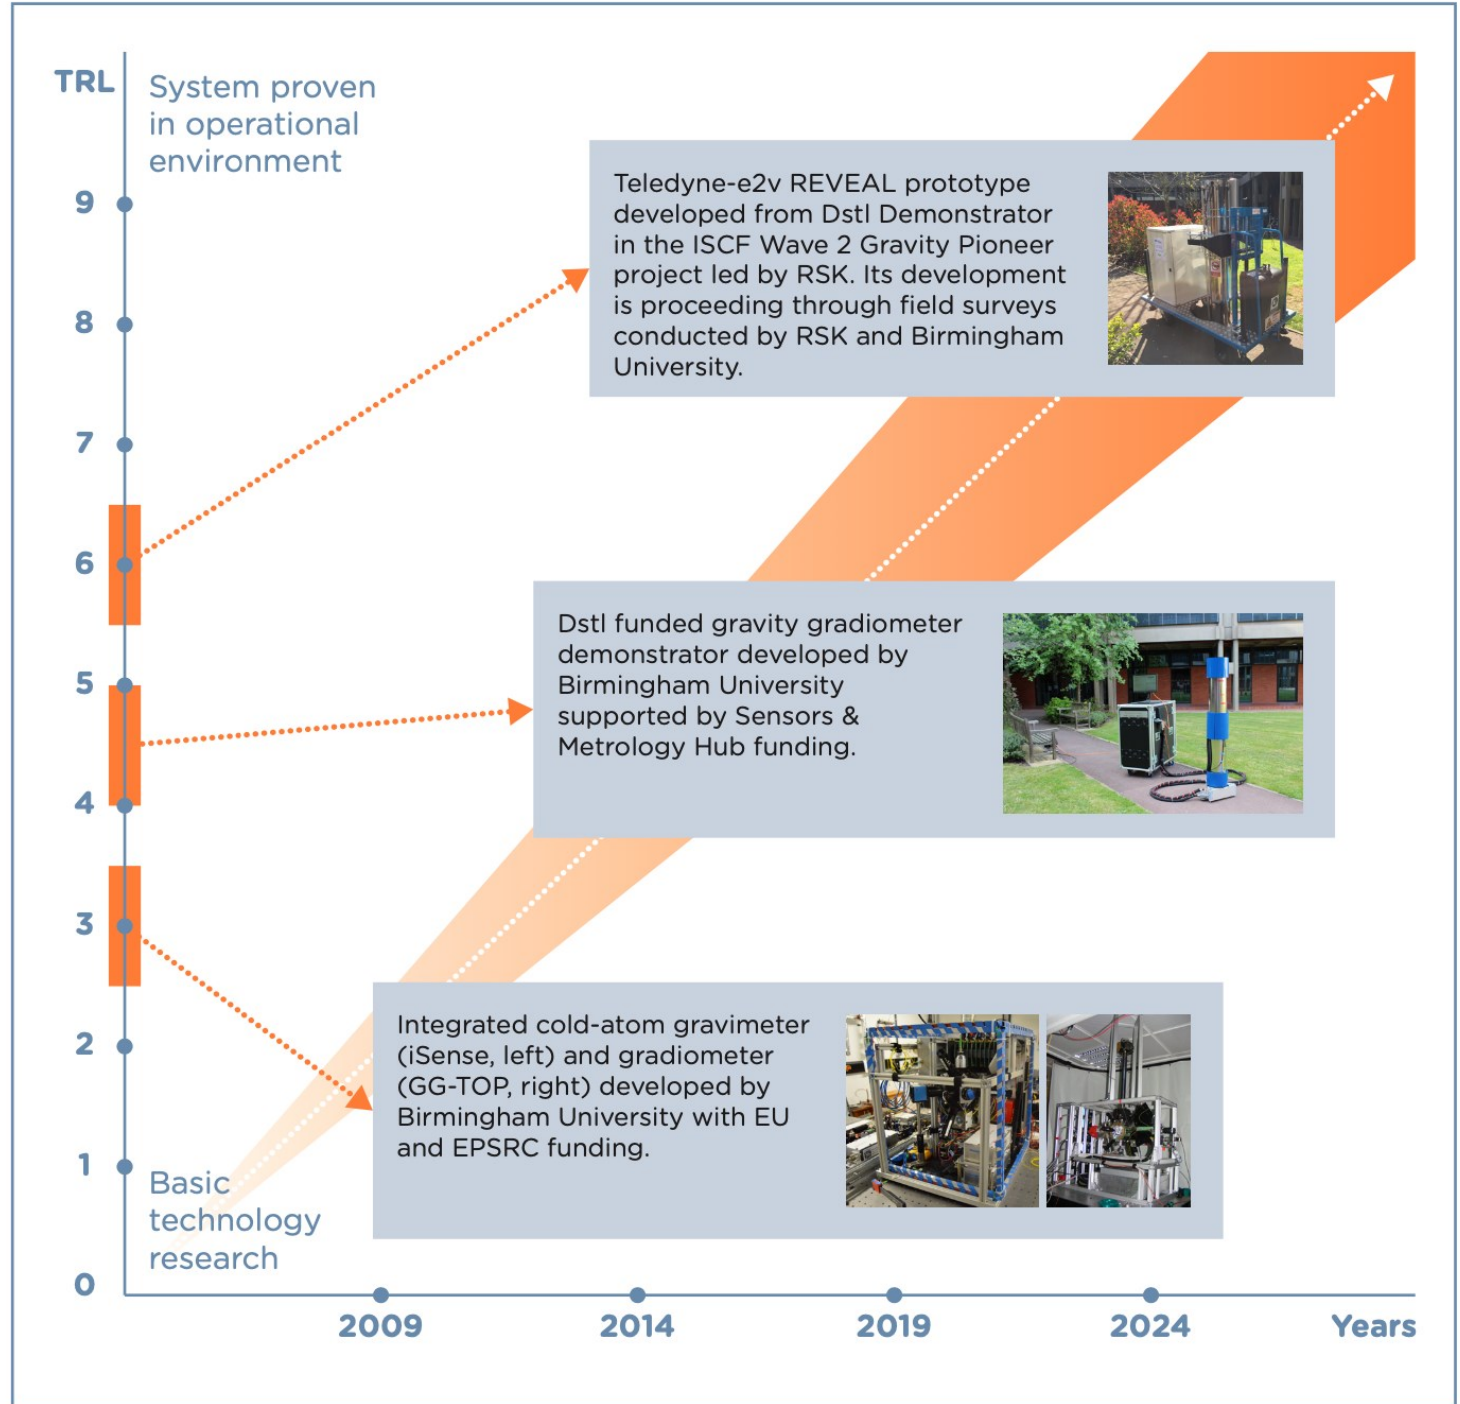 TRL
System proven
in operational
environment
9
8
7
6
5
4
3
2
1
0
Teledyne-e2v REVEAL prototype
developed from Dstl Demonstrator
in the ISCF Wave 2 Gravity Pioneer
project led by RSK. Its development
is proceeding through field surveys
conducted by RSK and Birmingham
University.
Dstl funded gravity gradiometer
demonstrator developed by
Birmingham University
supported by Sensors &
Metrology Hub funding.
Integrated cold-atom gravimeter
(iSense, left) and gradiometer
(GG-TOP, right) developed by
Birmingham University with EU
and EPSRC funding.
Basic
technology
research
2009
2014
2019
2024
Years